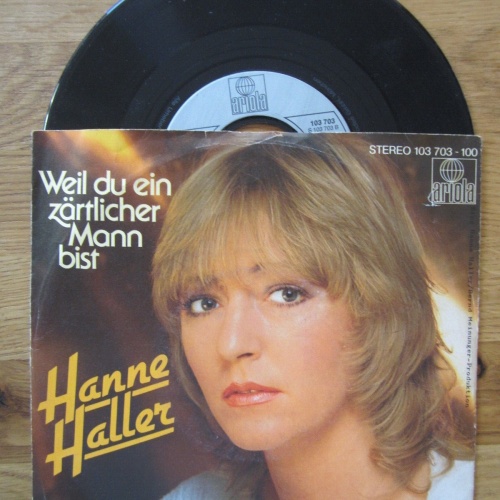 ariola
103 703
STEREO 103 703 - 100
ariola
Weil du ein
zärtlicher
Mann
bist
Hanne
Haller